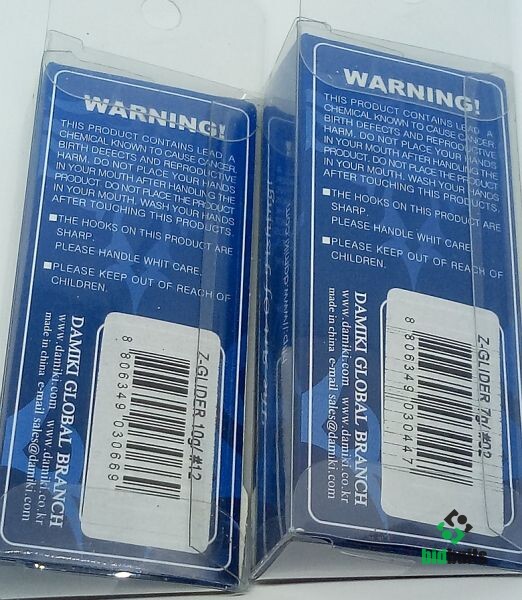 WARNING!
THIS PRODUCT CONTAINS LEAD, A
CHEMICAL KNOWN TO CAUSE CANCER,
BIRTH DEFECTS AND REPRODUCTIVE
HARM. DO NOT PLACE YOUR HANDS
IN YOUR MOUTH AFTER HANDLING THE
PRODUCT. DO NOT PLACE THE PRODUCT
IN YOUR MOUTH. WASH YOUR HANDS
AFTER TOUCHING THIS PRODUCTS.
■THE HOOKS ON THIS PRODUCT ARE
SHARP.
PLEASE HANDLE WHIT CARE.
■PLEASE KEEP OUT OF REACH OF
CHILDREN.
DAMIKI GLOBAL BRANCH
www.damiki.com www.damiki.co.kr
made in china e-mail sales@damiki.com
Z-GLIDER 10g #12
8 806349 030669
WARNING!
THIS PRODUCT CONTAINS LEAD, A
CHEMICAL KNOWN TO CAUSE CANCER,
BIRTH DEFECTS AND REPRODUCTIVE
HARM. DO NOT PLACE YOUR HANDS
IN YOUR MOUTH AFTER HANDLING THE
PRODUCT. DO NOT PLACE THE PRODUCT
IN YOUR MOUTH. WASH YOUR HANDS
AFTER TOUCHING THIS PRODUCTS.
■THE HOOKS ON THIS PRODUCT ARE
SHARP.
PLEASE HANDLE WHIT CARE.
■PLEASE KEEP OUT OF REACH OF
CHILDREN.
DAMIKI GLOBAL BRANCH
www.damiki.com www.damiki.co.kr
made in china e-mail sales@damiki.com
Z-GLIDER 7g
8 806349 030447